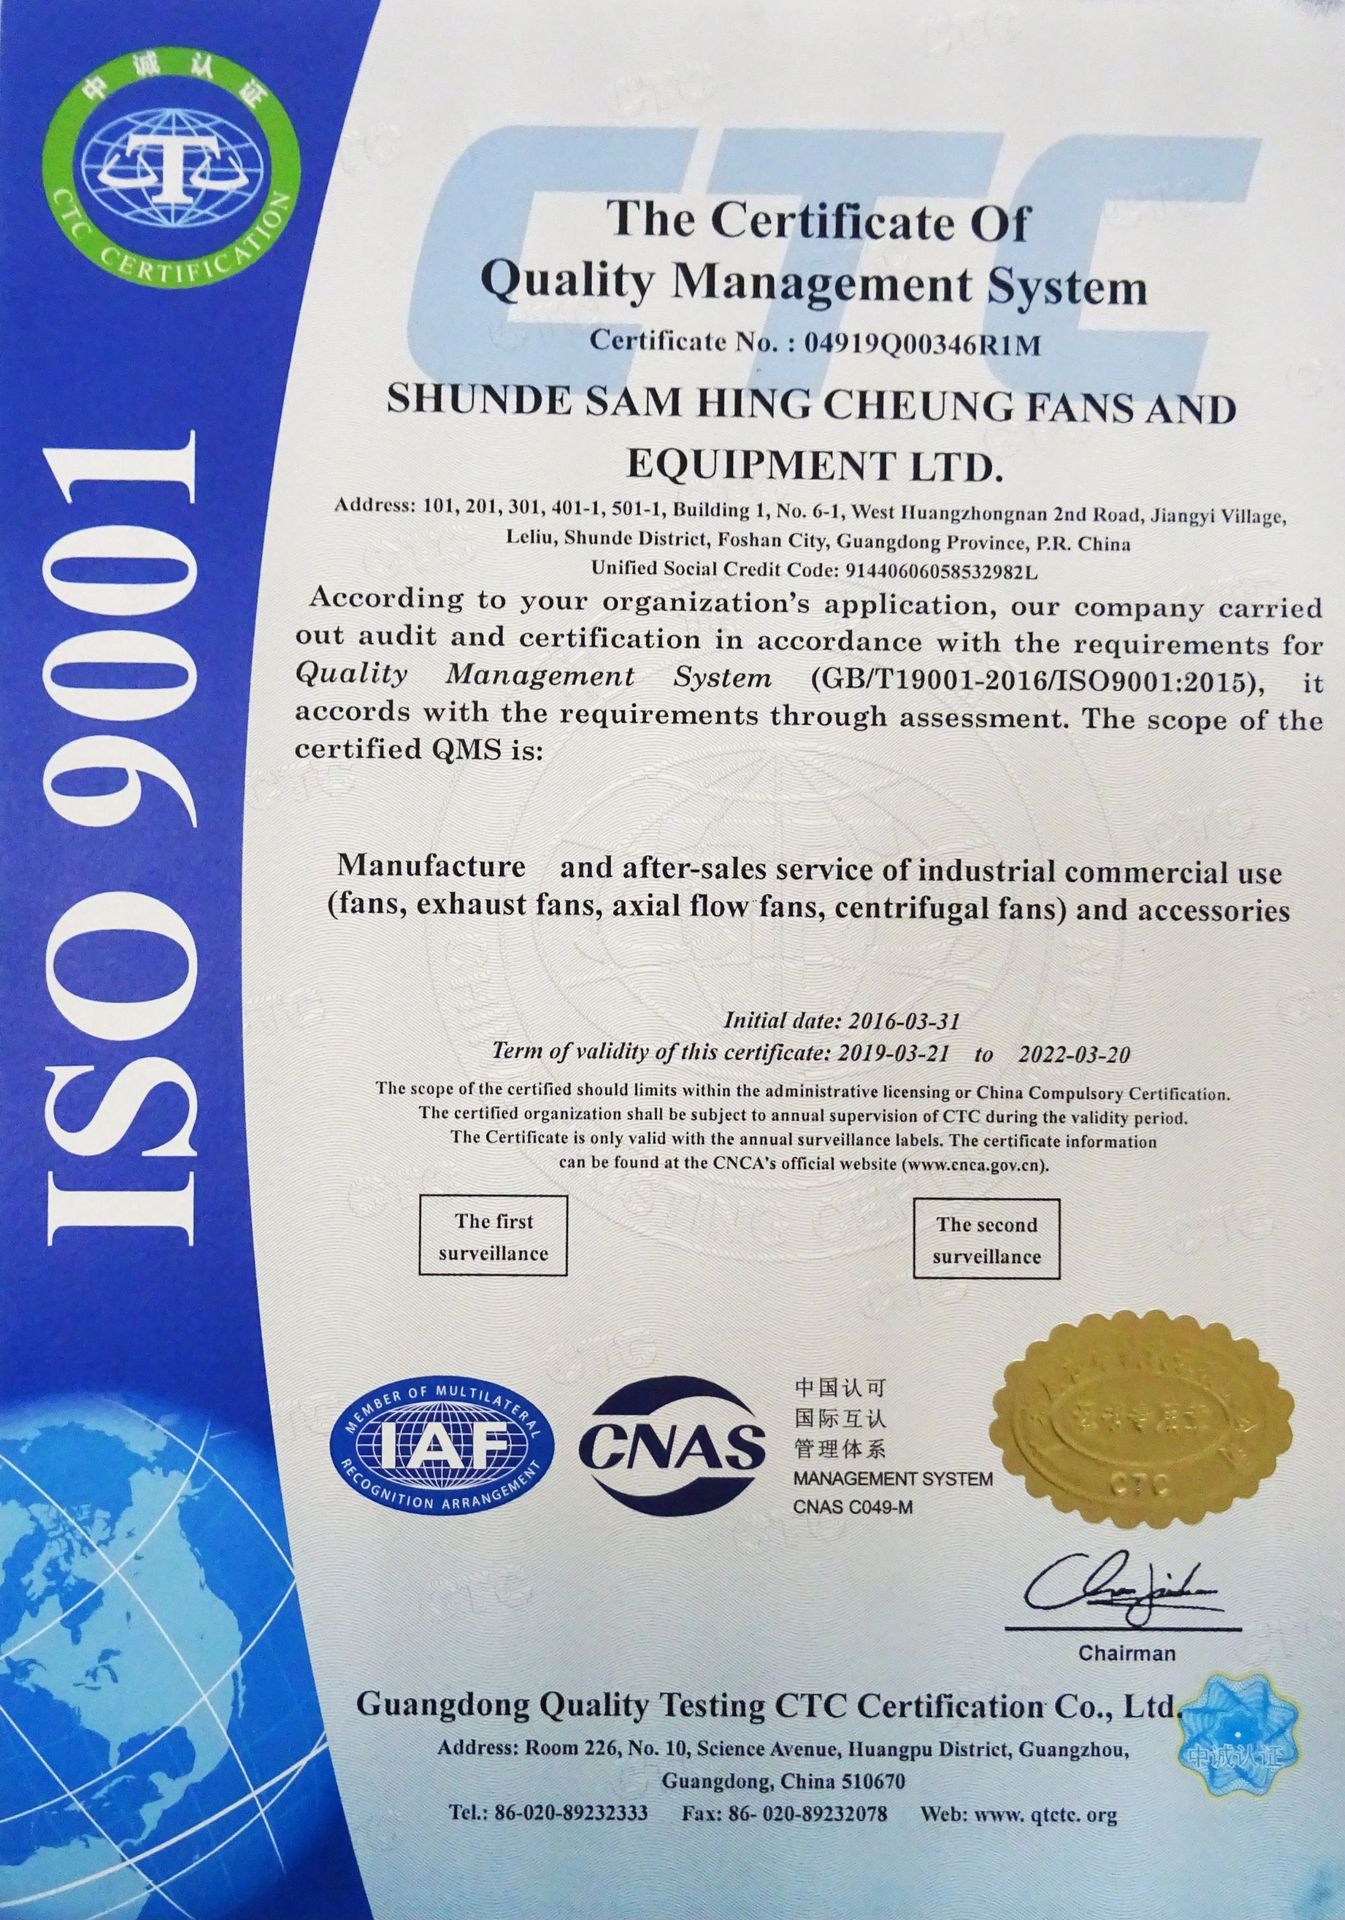 中诚认证
CTC CERTIFICATION
ISO 9001
CTC
The Certificate Of
Quality Management System
Certificate No. : 04919Q00346R1M
SHUNDE SAM HING CHEUNG FANS AND
EQUIPMENT LTD.
Address: 101, 201, 301, 401-1, 501-1, Building 1, No. 6-1, West Huangzhongnan 2nd Road, Jiangyi Village,
Leliu, Shunde District, Foshan City, Guangdong Province, P.R. China
Unified Social Credit Code: 91440606058532982L
According to your organization's application, our company carried
out audit and certification in accordance with the requirements for
Quality Management System (GB/T19001-2016/ISO9001:2015), it
accords with the requirements through assessment. The scope of the
certified QMS is:
Manufacture and after-sales service of industrial commercial use
(fans, exhaust fans, axial flow fans, centrifugal fans) and accessories
Initial date: 2016-03-31
Term of validity of this certificate: 2019-03-21 to 2022-03-20
The scope of the certified should limits within the administrative licensing or China Compulsory Certification.
The certified organization shall be subject to annual supervision of CTC during the validity period.
The Certificate is only valid with the annual surveillance labels. The certificate information
can be found at the CNCA's official website (www.cnca.gov.cn).
The first
surveillance
The second
surveillance
MEMBER OF MULTILATERAL
IAF
RECOGNITION ARRANGEMENT
CNAS
中国认可
国际互认
管理体系
MANAGEMENT SYSTEM
CNAS C049-M
CTC
Chairman
Guangdong Quality Testing CTC Certification Co., Ltd.
中诚认证
Address: Room 226, No. 10, Science Avenue, Huangpu District, Guangzhou,
Guangdong, China 510670
Tel.: 86-020-89232333 Fax: 86- 020-89232078 Web: www. qtctc. org